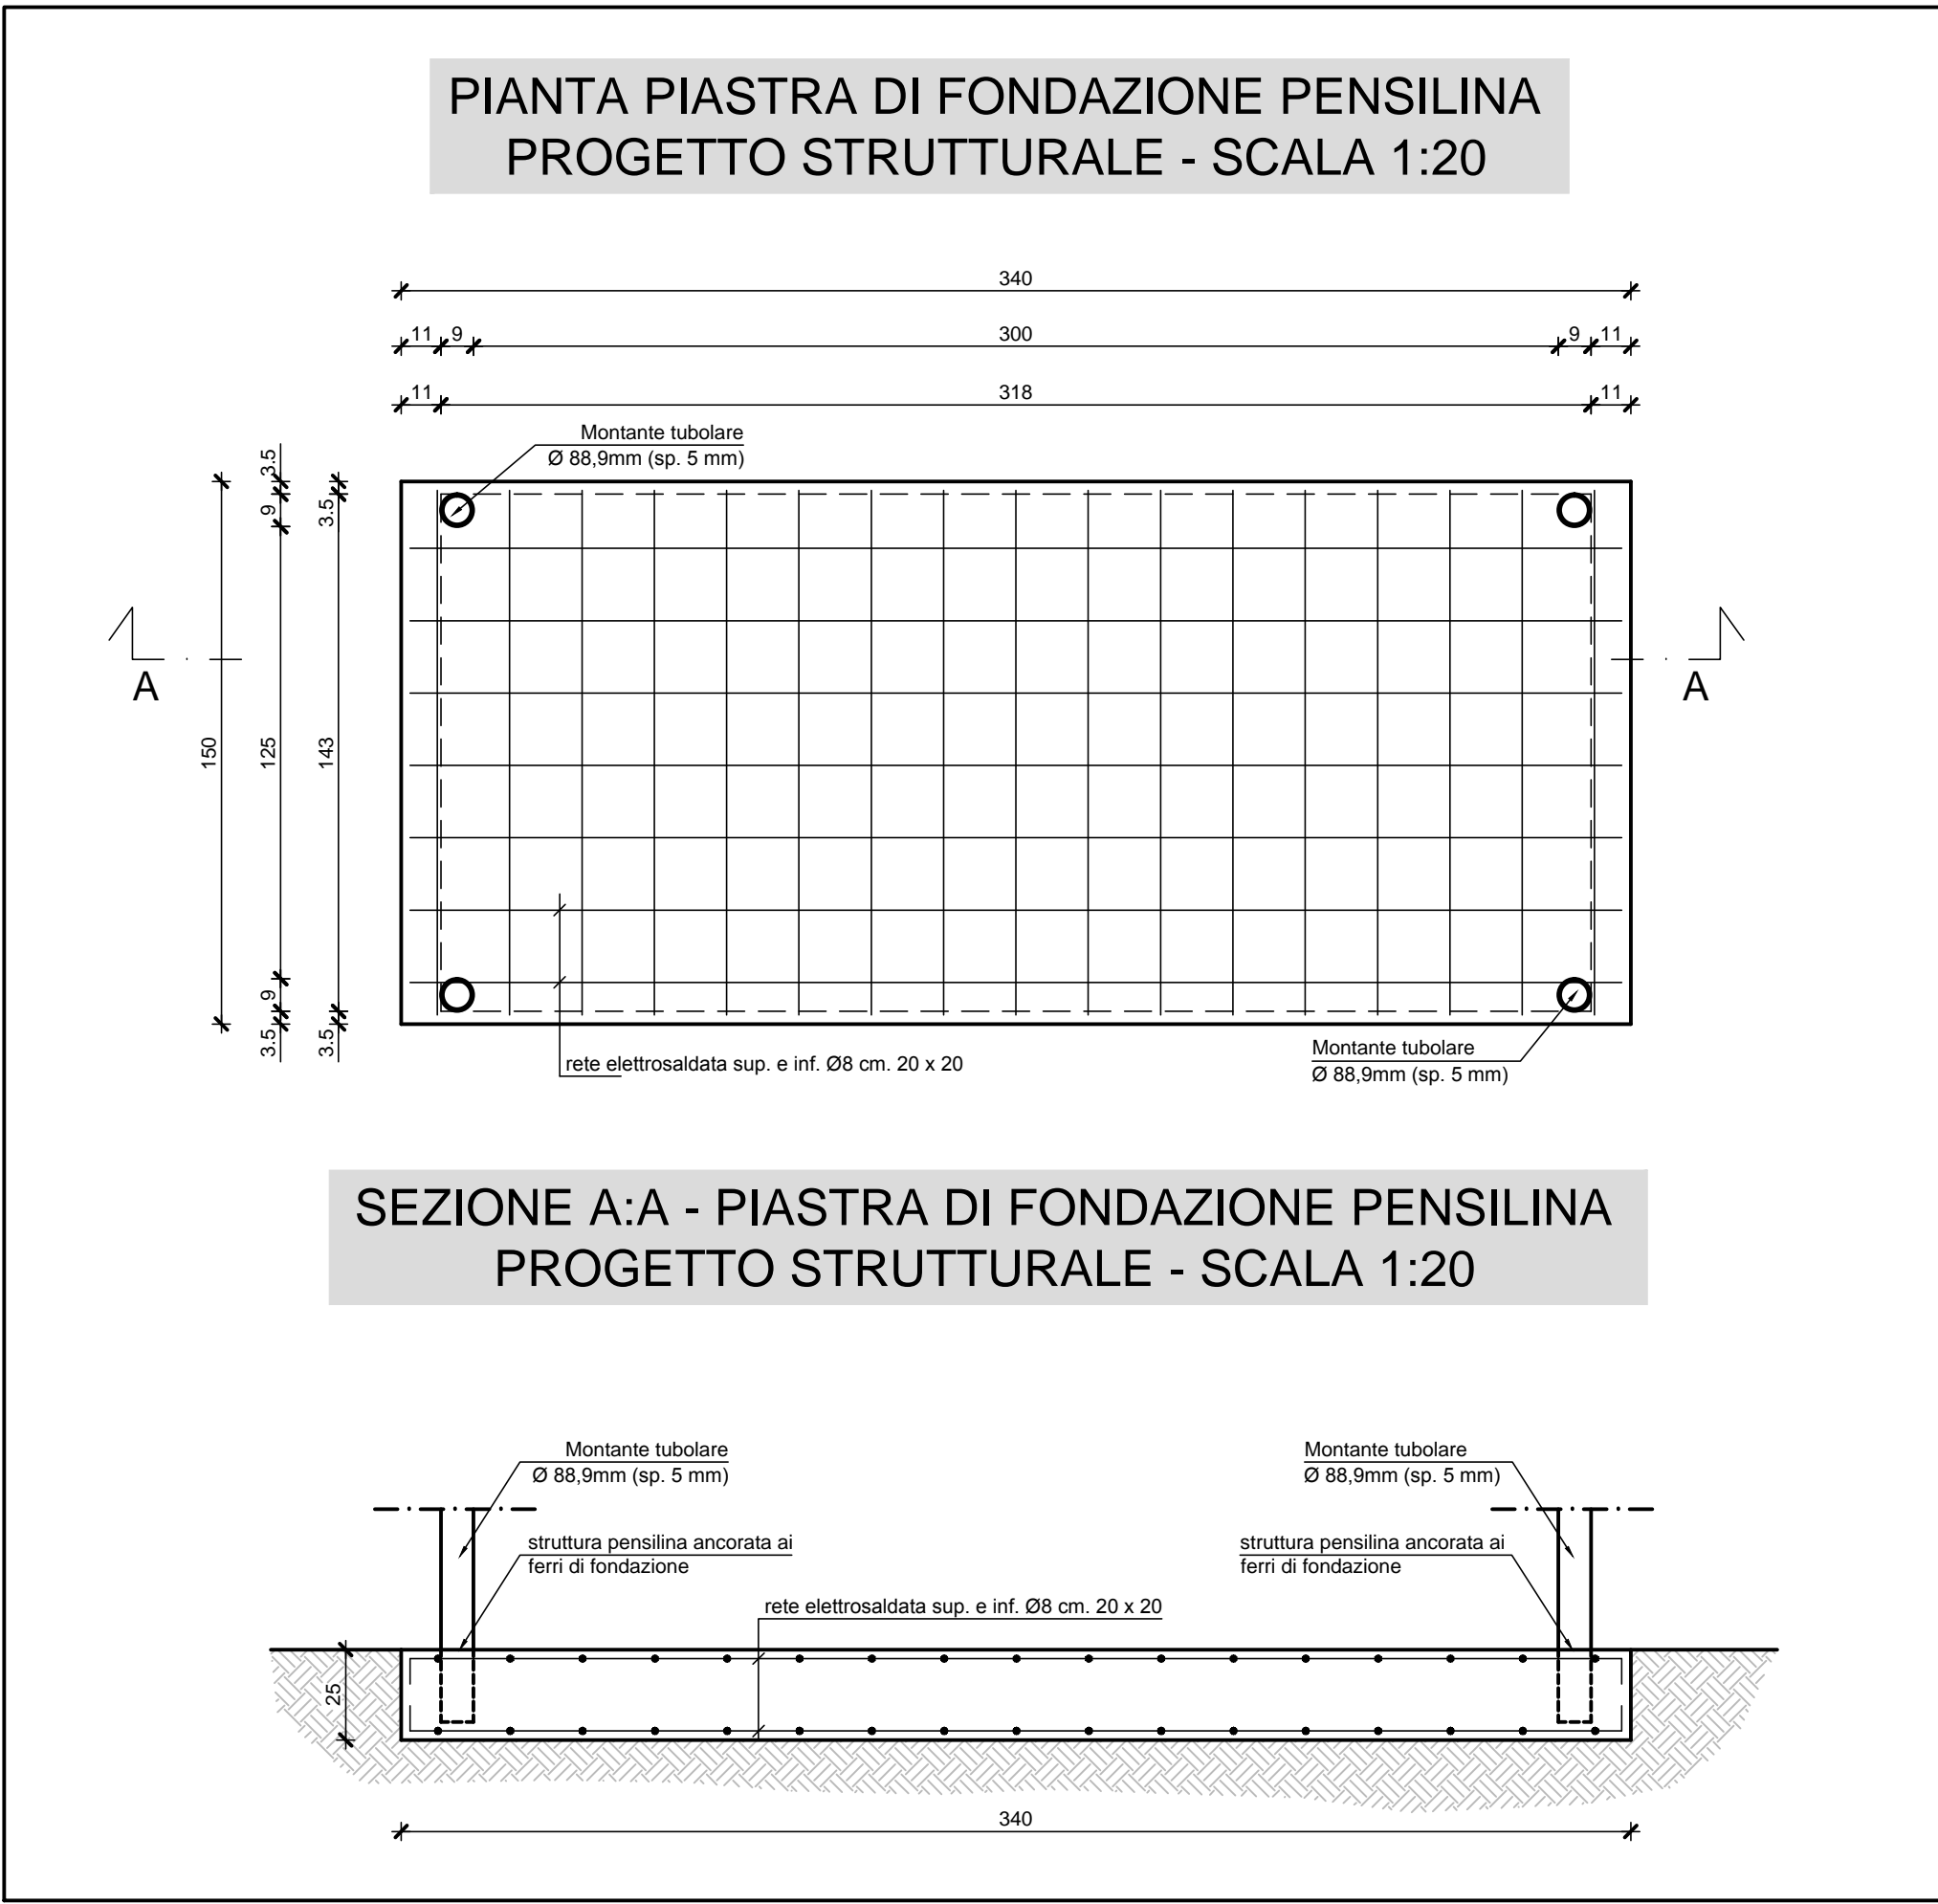 PIANTA PIASTRA DI FONDAZIONE PENSILINA
PROGETTO STRUTTURALE - SCALA 1:20
340
11 9 300 9 11
11 318 11
Montante tubolare
Ø 88,9mm (sp. 5 mm)
3.5
9
3.5
A
A
150
125
143
9
3.5
3.5
rete elettrosaldata sup. e inf. Ø8 cm. 20 x 20
Montante tubolare
Ø 88,9mm (sp. 5 mm)
SEZIONE A:A - PIASTRA DI FONDAZIONE PENSILINA
PROGETTO STRUTTURALE - SCALA 1:20
Montante tubolare
Ø 88,9mm (sp. 5 mm)
Montante tubolare
Ø 88,9mm (sp. 5 mm)
struttura pensilina ancorata ai
ferri di fondazione
struttura pensilina ancorata ai
ferri di fondazione
rete elettrosaldata sup. e inf. Ø8 cm. 20 x 20
25
340